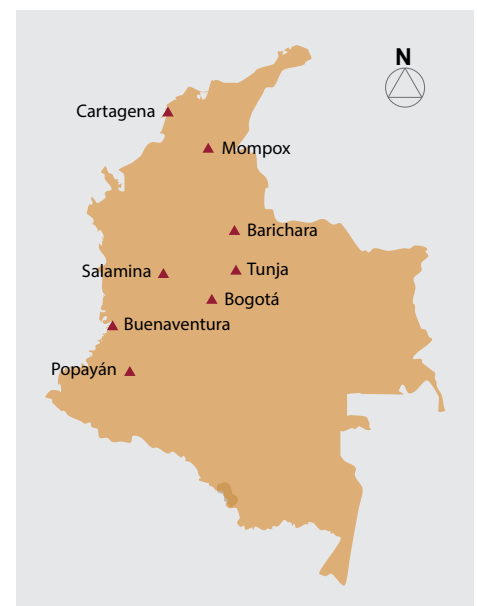 N
Cartagena
Mompox
Barichara
Salamina
Tunja
Bogotá
Buenaventura
Popayán